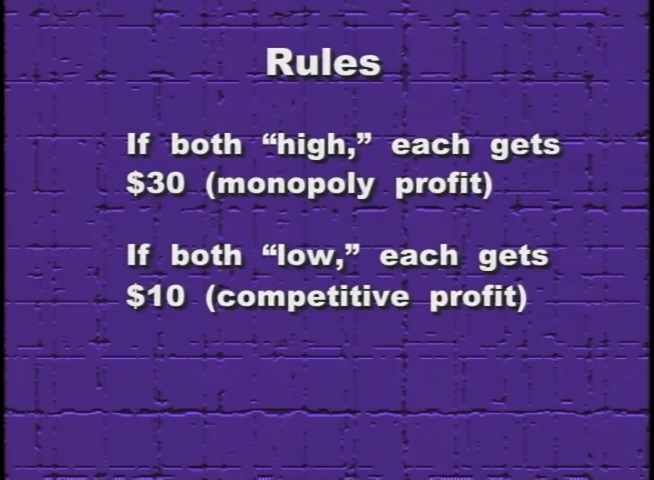 Rules
If both “high,” each gets
$30 (monopoly profit)
If both “low,” each gets
$10 (competitive profit)